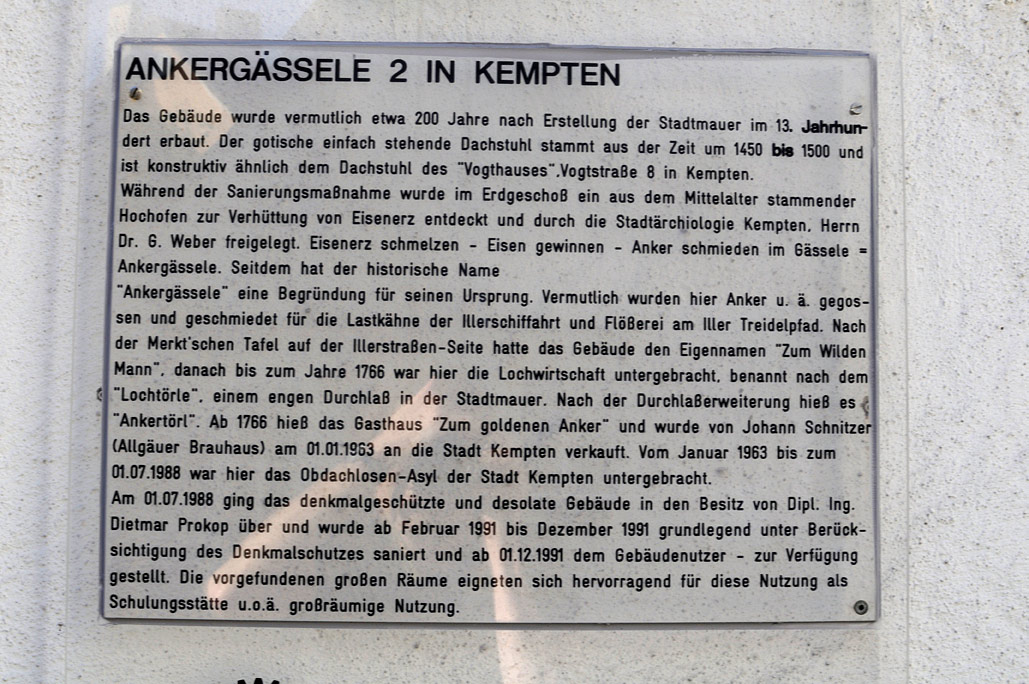 ANKERGÄSSELE 2 IN KEMPTEN
Das Gebäude wurde vermutlich etwa 200 Jahre nach Erstellung der Stadtmauer im 13. Jahrhun-
dert erbaut. Der gotische einfach stehende Dachstuhl stammt aus der Zeit um 1450 bis 1500 und
ist konstruktiv ähnlich dem Dachstuhl des "Vogthauses",Vogtstraße 8 in Kempten.
Während der Sanierungsmaßnahme wurde im Erdgeschoß ein aus dem Mittelalter stammender
Hochofen zur Verhüttung von Eisenerz entdeckt und durch die Stadtärchiologie Kempten, Herrn
Dr. G. Weber freigelegt. Eisenerz schmelzen - Eisen gewinnen - Anker schmieden im Gässele =
Ankergässele. Seitdem hat der historische Name
"Ankergässele" eine Begründung für seinen Ursprung. Vermutlich wurden hier Anker u. ä. gegos-
sen und geschmiedet für die Lastkähne der Illerschiffahrt und Flößerei am Iller Treidelpfad. Nach
der Merkt'schen Tafel auf der Illerstraßen-Seite hatte das Gebäude den Eigennamen "Zum Wilden
Mann", danach bis zum Jahre 1766 war hier die Lochwirtschaft untergebracht, benannt nach dem
"Lochtörle", einem engen Durchlaß in der Stadtmauer. Nach der Durchlaßerweiterung hieß es
"Ankertörl". Ab 1766 hieß das Gasthaus "Zum goldenen Anker" und wurde von Johann Schnitzer
(Allgäuer Brauhaus) am 01.01.1963 an die Stadt Kempten verkauft. Vom Januar 1963 bis zum
01.07.1988 war hier das Obdachlosen-Asyl der Stadt Kempten untergebracht.
Am 01.07.1988 ging das denkmalgeschützte und desolate Gebäude in den Besitz von Dipl. Ing.
Dietmar Prokop über und wurde ab Februar 1991 bis Dezember 1991 grundlegend unter Berück-
sichtigung des Denkmalschutzes saniert und ab 01.12.1991 dem Gebäudenutzer - zur Verfügung
gestellt. Die vorgefundenen großen Räume eigneten sich hervorragend für diese Nutzung als
Schulungsstätte u.o.ä. großräumige Nutzung.